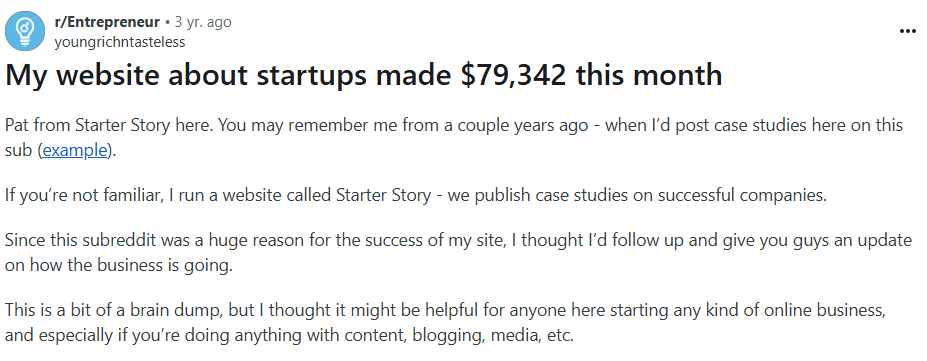 r/Entrepreneur • 3 yr. ago
youngrichntasteless
My website about startups made $79,342 this month
Pat from Starter Story here. You may remember me from a couple years ago - when I’d post case studies here on this
sub (example).
If you’re not familiar, I run a website called Starter Story - we publish case studies on successful companies.
Since this subreddit was a huge reason for the success of my site, I thought I’d follow up and give you guys an update
on how the business is going.
This is a bit of a brain dump, but I thought it might be helpful for anyone here starting any kind of online business,
and especially if you’re doing anything with content, blogging, media, etc.